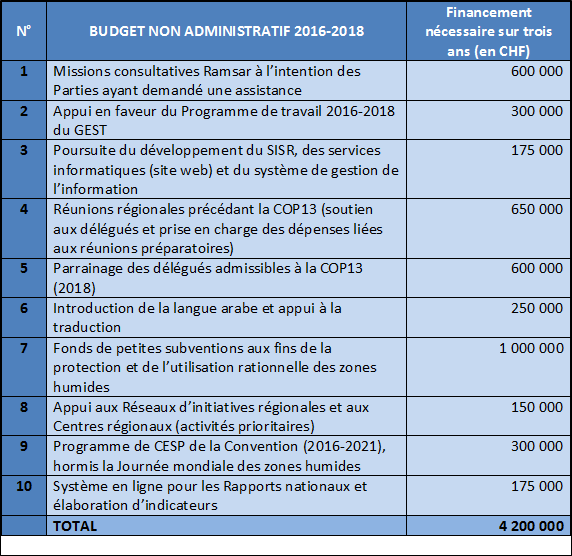 N°
BUDGET NON ADMINISTRATIF 2016-2018
Financement
nécessaire sur trois
ans (en CHF)
1
Missions consultatives Ramsar à l’intention des
Parties ayant demandé une assistance
600 000
2
Appui en faveur du Programme de travail 2016-2018
du GEST
300 000
3
Poursuite du développement du SISR, des services
informatiques (site web) et du système de gestion de
l’information
175 000
4
Réunions régionales précédant la COP13 (soutien
aux délégués et prise en charge des dépenses liées
aux réunions préparatoires)
650 000
5
Parrainage des délégués admissibles à la COP13
(2018)
600 000
6
Introduction de la langue arabe et appui à la
traduction
250 000
7
Fonds de petites subventions aux fins de la
protection et de l’utilisation rationnelle des zones
humides
1 000 000
8
Appui aux Réseaux d’initiatives régionales et aux
Centres régionaux (activités prioritaires)
150 000
9
Programme de CESP de la Convention (2016-2021),
hormis la Journée mondiale des zones humides
300 000
10
Système en ligne pour les Rapports nationaux et
élaboration d’indicateurs
175 000
TOTAL
4 200 000